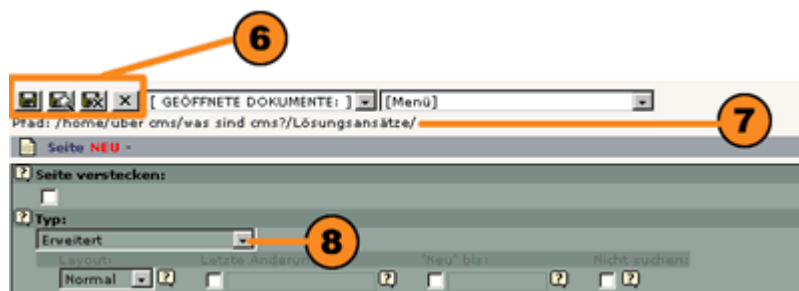 6
[ GEÖFFNETE DOKUMENTE: ] [Menü]
Pfad: /home/über cms/was sind cms?/Lösungsansätze/
7
Seite NEU -
? Seite verstecken:
? Typ:
Erweitert
8
Layout: Letzte Änderun "Neu" bis: Nicht suchen:
Normal ? ? ? ?